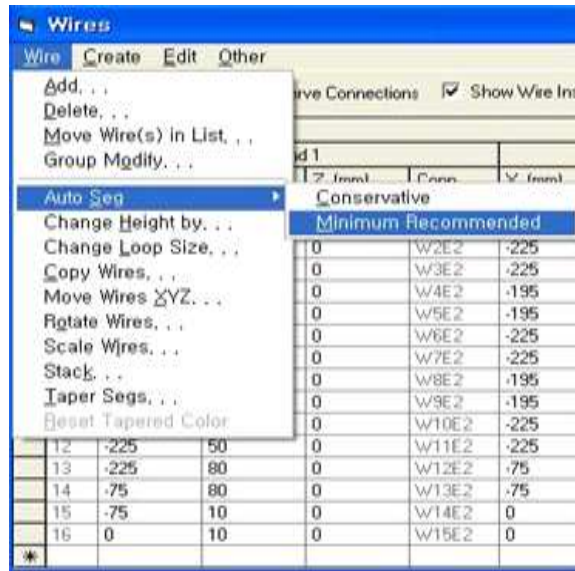 Wires
Wire Create Edit Other
Add. . .
rve Connections Show Wire Ins
Delete. . .
Move Wire(s) in List. . .
Group Modify. . .
d 1
Z (mm) Conn Y (mm)
Auto Seg
Conservative
Change Height by. . .
Minimum Recommended
Change Loop Size. . .
0 W2E2 -225
Copy Wires. . .
0 W3E2 -225
Move Wires XYZ. . .
0 W4E2 -195
Rotate Wires. . .
0 W5E2 -195
Scale Wires. . .
0 W6E2 -225
Stack. . .
0 W7E2 -225
Taper Segs. . .
0 W8E2 -195
0 W9E2 -195
Reset Tapered Color
0 W10E2 -225
12 -225 50 0 W11E2 -225
13 -225 80 0 W12E2 -75
14 -75 80 0 W13E2 -75
15 -75 10 0 W14E2 0
16 0 10 0 W15E2 0
*